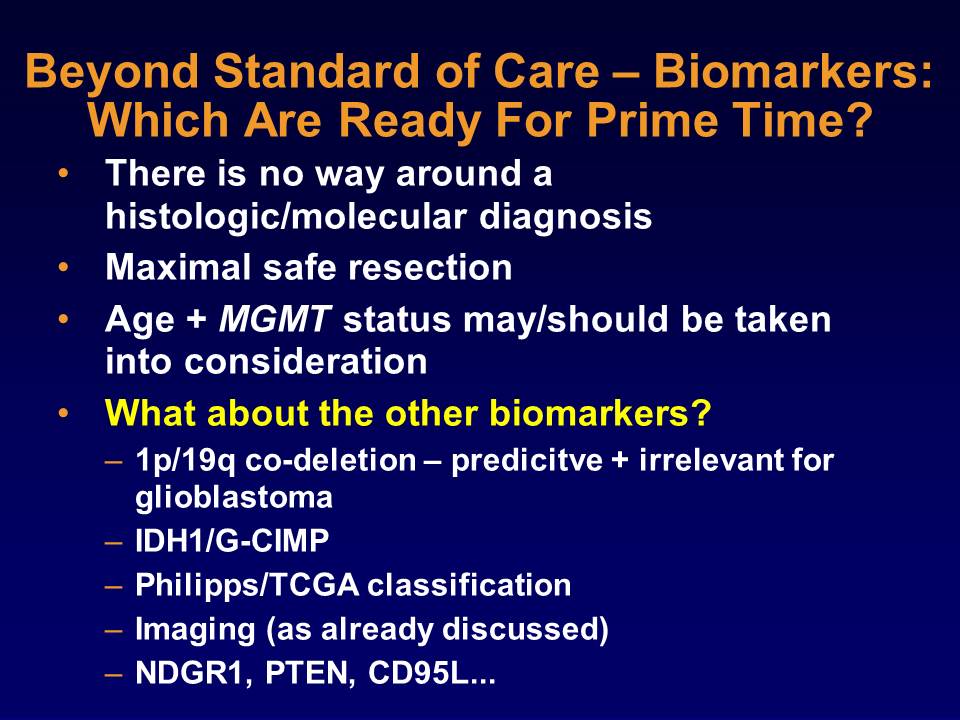 Beyond Standard of Care – Biomarkers:
Which Are Ready For Prime Time?
• There is no way around a
histologic/molecular diagnosis
• Maximal safe resection
• Age + MGMT status may/should be taken
into consideration
• What about the other biomarkers?
– 1p/19q co-deletion – predicitve + irrelevant for
glioblastoma
– IDH1/G-CIMP
– Philipps/TCGA classification
– Imaging (as already discussed)
– NDGR1, PTEN, CD95L...